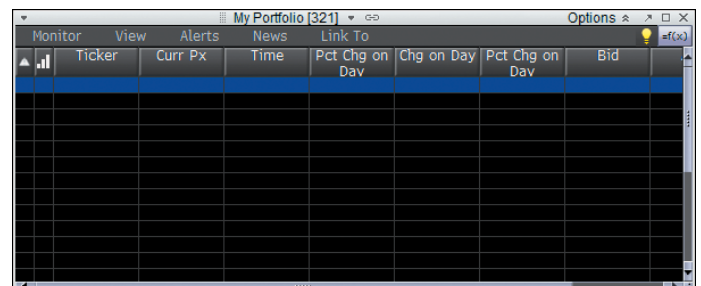 My Portfolio [321] Options
Monitor View Alerts News Link To =f(x)
Ticker Curr Px Time Pct Chg on Day Chg on Day Pct Chg on Day Bid